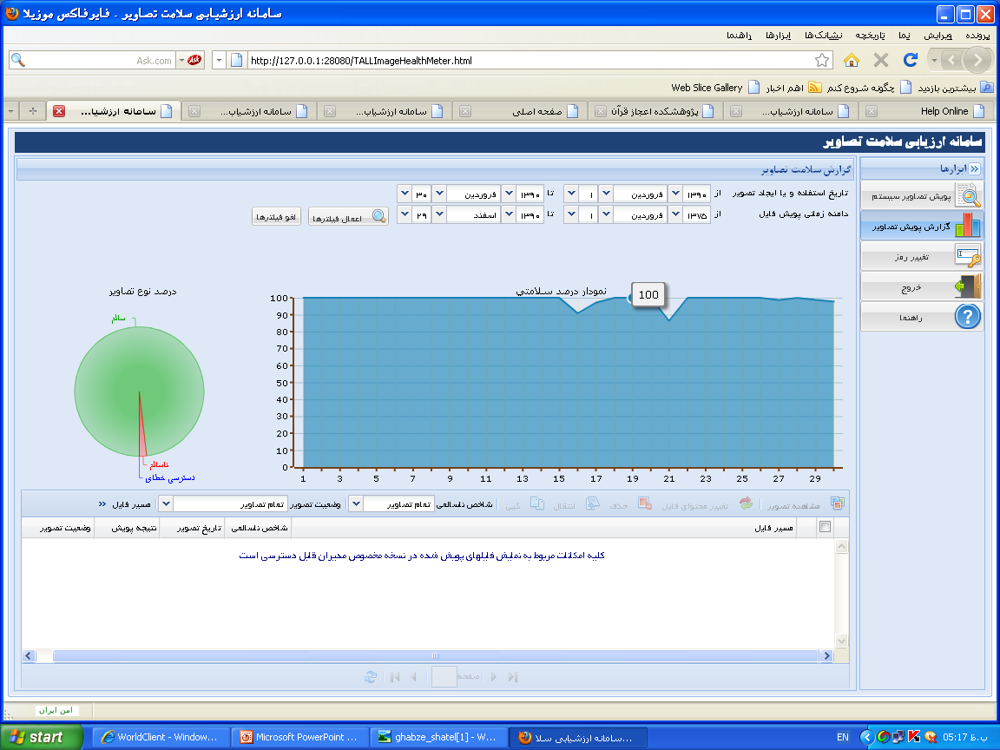 سامانه ارزشیابی سلامت تصاویر - فایرفاکس موزیلا
پرونده ویرایش نما تاریخچه نشانک‌ها ابزارها راهنما
http://127.0.0.1:28080/TALLImageHealthMeter.html
Ask.com
Ask
بیشترین بازدید چگونه شروع کنم اهم اخبار Web Slice Gallery
Help Online
سامانه ارزشیاب...
پژوهشکده اعجاز قرآن
صفحه اصلی
سامانه ارزشیاب...
سامانه ارزشیاب...
سامانه ارزشیا...
سامانه ارزیابی سلامت تصاویر
ابزارها
پویش تصاویر سیستم
گزارش پویش تصاویر
تغییر رمز
خروج
راهنما
گزارش سلامت تصاویر
تاریخ استفاده و یا ایجاد تصویر از ۱۳۹۰ فروردین ۱ تا ۱۳۹۰ فروردین ۳۰
دامنه زمانی پویش فایل از ۱۳۷۵ فروردین ۱ تا ۱۳۹۰ اسفند ۲۹
اعمال فیلترها لغو فیلترها
نمودار درصد سلامتی
100
100
90
80
70
60
50
40
30
20
10
0
1 3 5 7 9 11 13 15 17 19 21 23 25 27 29
درصد نوع تصاویر
سالم
ناسالم
دسترسی خطای
مشاهده تصویر تغییر محتوای فایل حذف انتقال کپی شاخص ناسالمی تمام تصاویر وضعیت تصویر تمام تصاویر مسیر فایل
مسیر فایل شاخص ناسالمی تاریخ تصویر نتیجه پویش وضعیت تصویر
کلیه امکانات مربوط به نمایش فایلهای پویش شده در نسخه مخصوص مدیران قابل دسترسی است
صفحه
امن ایران
start
WorldClient - Window...
Microsoft PowerPoint ...
ghabze_shatel[1] - W...
سامانه ارزشیابی سلا...
EN
05:17 ب.ظ